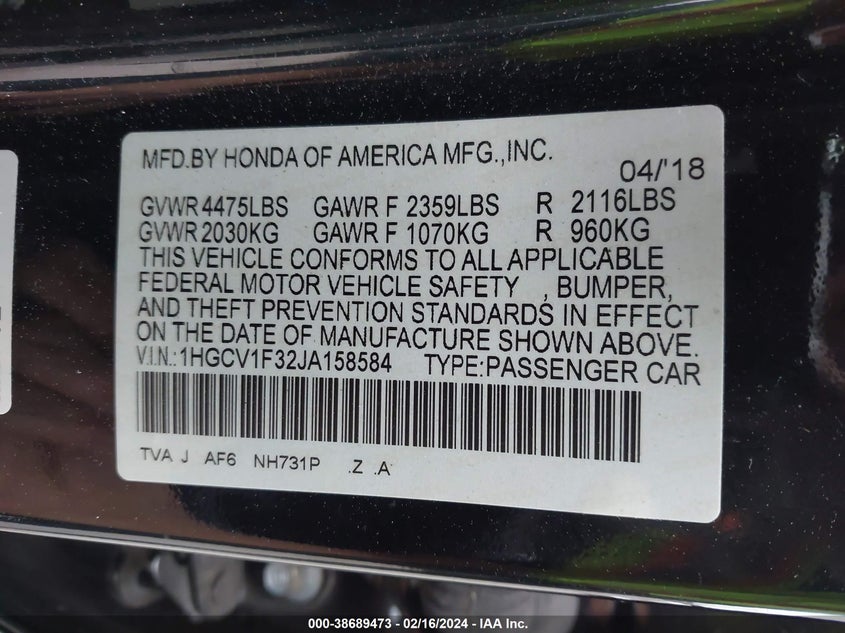 MFD.BY HONDA OF AMERICA MFG.,INC.
04/'18
GVWR 4475LBS GAWR F 2359LBS R 2116LBS
GVWR 2030KG GAWR F 1070KG R 960KG
THIS VEHICLE CONFORMS TO ALL APPLICABLE
FEDERAL MOTOR VEHICLE SAFETY , BUMPER,
AND THEFT PREVENTION STANDARDS IN EFFECT
ON THE DATE OF MANUFACTURE SHOWN ABOVE.
V.I.N.:1HGCV1F32JA158584 TYPE:PASSENGER CAR
TVA J AF6 NH731P .Z .A
000-38689473 - 02/16/2024 - IAA Inc.